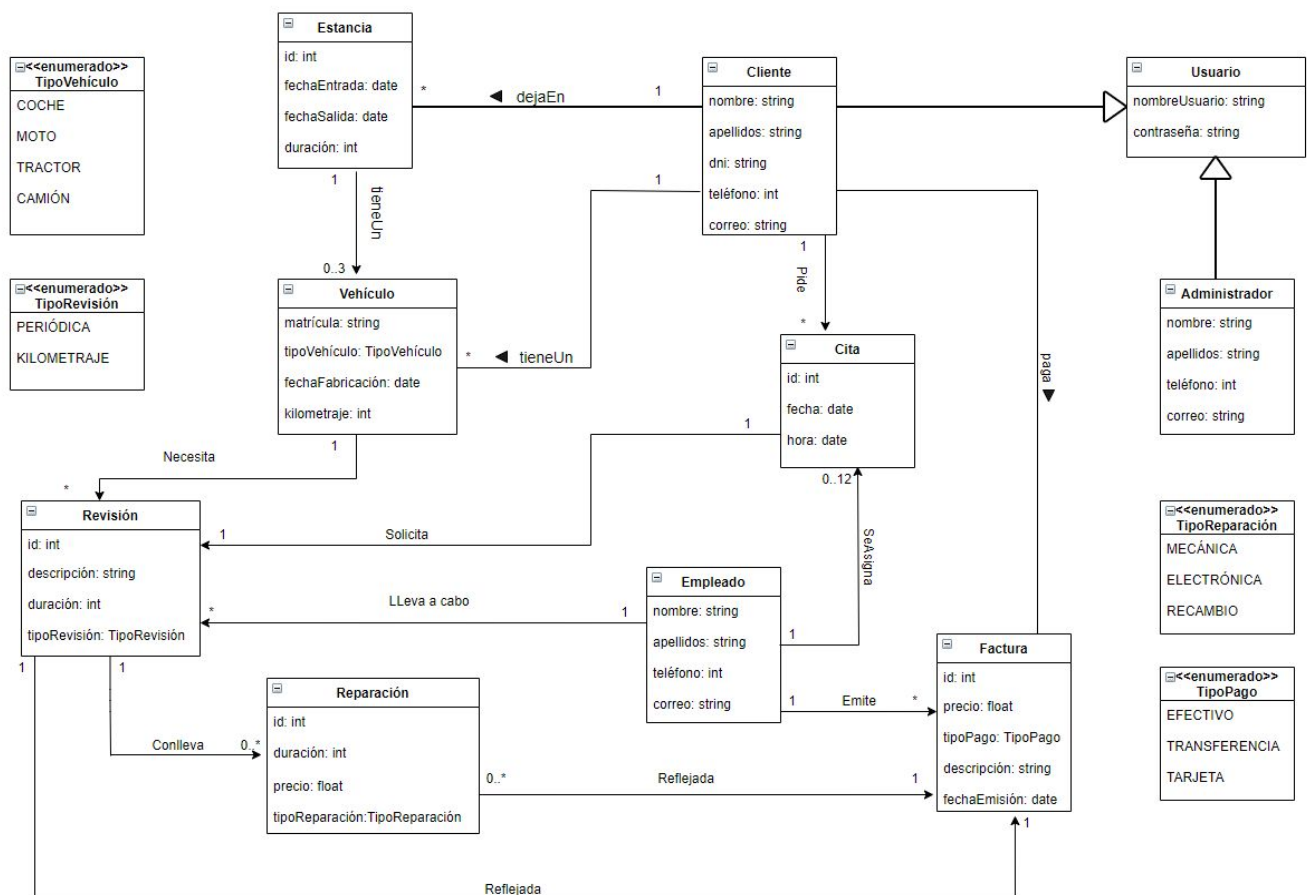 Estancia
id: int
fechaEntrada: date
fechaSalida: date
duración: int
<<enumerado>>
TipoVehículo
COCHE
MOTO
TRACTOR
CAMIÓN
Cliente
nombre: string
apellidos: string
dni: string
teléfono: int
correo: string
Usuario
nombreUsuario: string
contraseña: string
* ◀ dejaEn 1
1
tieneUn
0..3
1
* ◀ tieneUn
1
Pide
*
paga ▶
<<enumerado>>
TipoRevisión
PERIÓDICA
KILOMETRAJE
Vehículo
matrícula: string
tipoVehículo: TipoVehículo
fechaFabricación: date
kilometraje: int
Cita
id: int
fecha: date
hora: date
Administrador
nombre: string
apellidos: string
teléfono: int
correo: string
1
Necesita
*
1
Solicita
1
0..12
SeAsigna
1
Revisión
id: int
descripción: string
duración: int
tipoRevisión: TipoRevisión
* LLeva a cabo 1
Empleado
nombre: string
apellidos: string
teléfono: int
correo: string
<<enumerado>>
TipoReparación
MECÁNICA
ELECTRÓNICA
RECAMBIO
1 Emite *
Factura
id: int
precio: float
tipoPago: TipoPago
descripción: string
fechaEmisión: date
<<enumerado>>
TipoPago
EFECTIVO
TRANSFERENCIA
TARJETA
1
1
Conlleva 0..*
Reparación
id: int
duración: int
precio: float
tipoReparación:TipoReparación
0..* Reflejada 1
1
Reflejada